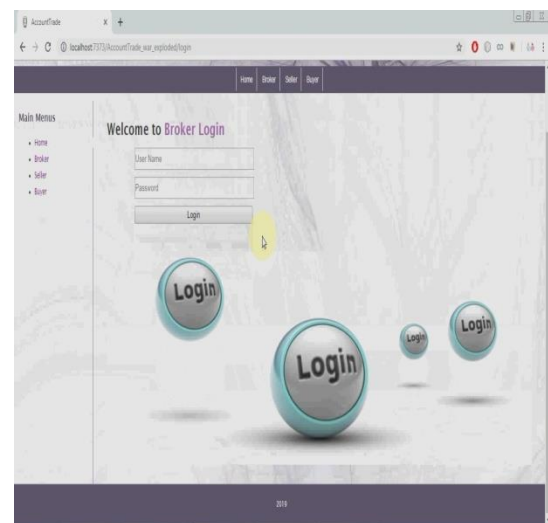 AccountTrade
localhost:7373/AccountTrade_war_exploded/login
Home Broker Seller Buyer
Main Menus
Home
Broker
Seller
Buyer
Welcome to Broker Login
User Name
Password
Login
Login
Login
Login
Login
2019